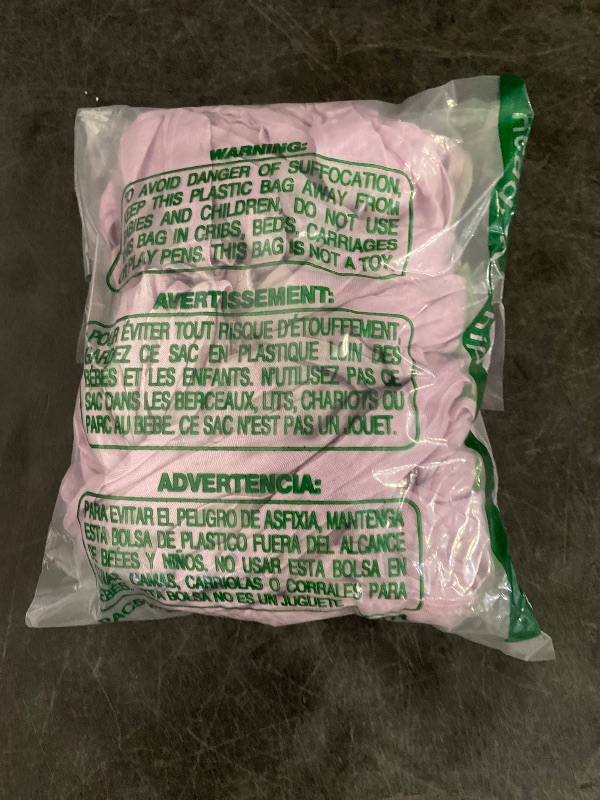 WARNING:
O AVOID DANGER OF SUFFOCATION,
EEP THIS PLASTIC BAG AWAY FROM
BIES AND CHILDREN, DO NOT USE
IS BAG IN CRIBS, BEDS, CARRIAGES
PLAY PENS. THIS BAG IS NOT A TOY.
AVERTISSEMENT:
POUR ÉVITER TOUT RISQUE D'ÉTOUFFEMENT
GARDEZ CE SAC EN PLASTIQUE LOIN DES
BÉBÉS ET LES ENFANTS. N'UTILISEZ PAS CE
SAC DANS LES BERCEAUX, LITS, CHARIOTS OU
PARC AU BEBE. CE SAC N'EST PAS UN JOUET.
ADVERTENCIA:
PARA EVITAR EL PELIGRO DE ASFIXIA, MANTENGA
ESTA BOLSA DE PLASTICO FUERA DEL ALCANCE
DE BEBES Y NIÑOS. NO USAR ESTA BOLSA EN
CAMAS, CARRIOLAS O CORRALES PARA
TA BOLSA NO ES UN JUGUETE